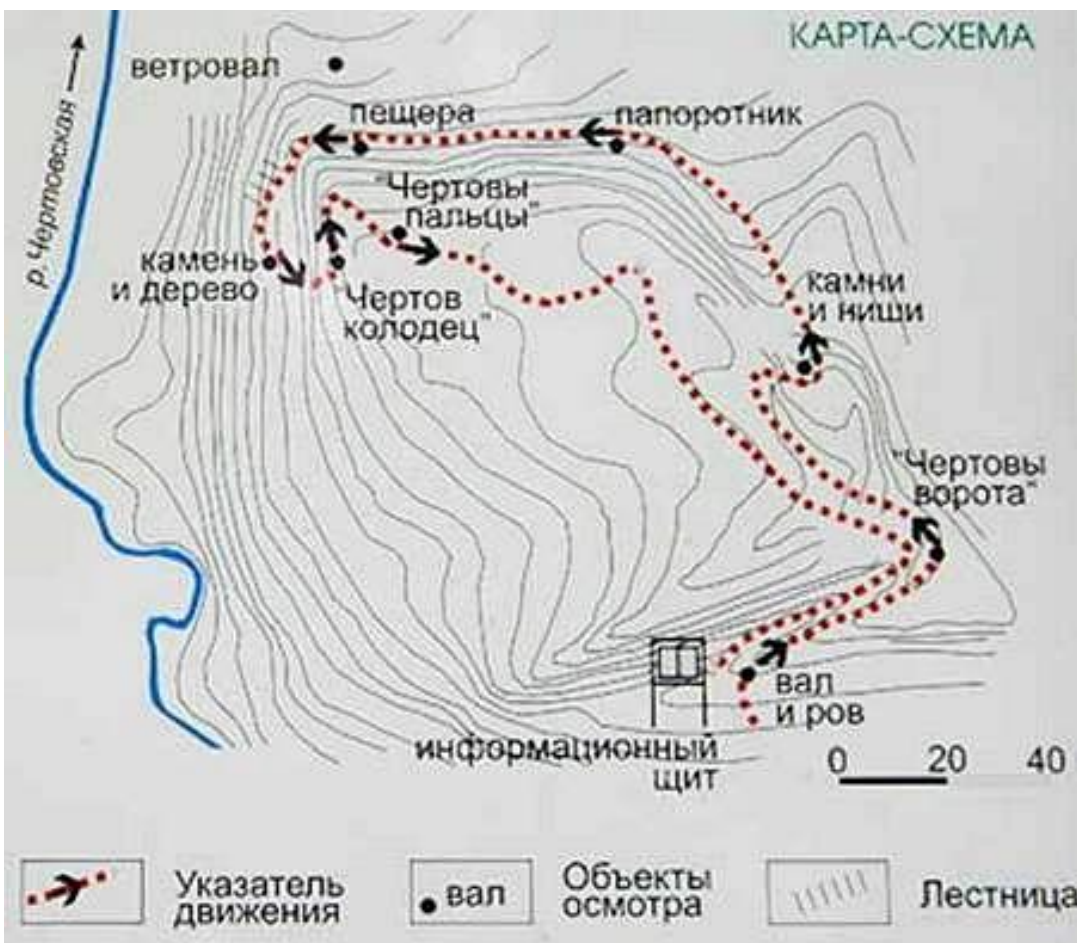 КАРТА-СХЕМА
ветровал
р. Чертовская
пещера
папоротник
"Чертовы
пальцы"
камень
и дерево
Чертов
колодец"
камни
и ниши
"Чертовы
ворота"
вал
и ров
информационный
щит
0 20 40
Указатель
движения
вал
Объекты
осмотра
Лестница